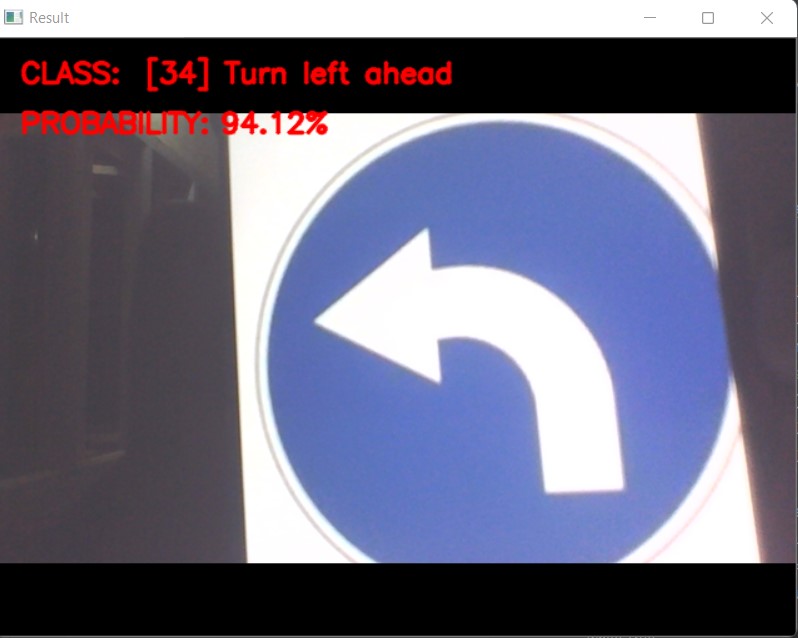 Result
CLASS: [34] Turn left ahead
PROBABILITY: 94.12%